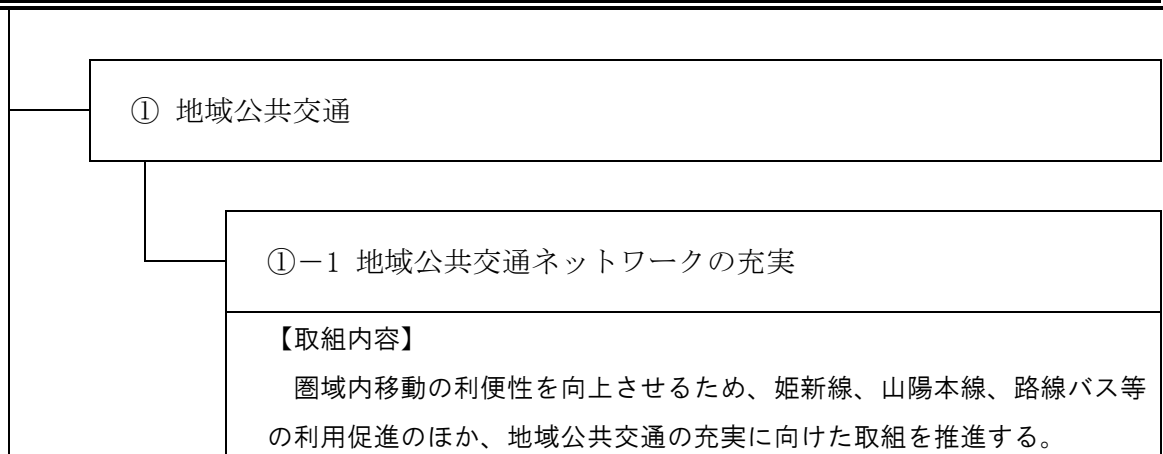 ① 地域公共交通
①－1 地域公共交通ネットワークの充実
【取組内容】
　圏域内移動の利便性を向上させるため、姫新線、山陽本線、路線バス等
の利用促進のほか、地域公共交通の充実に向けた取組を推進する。